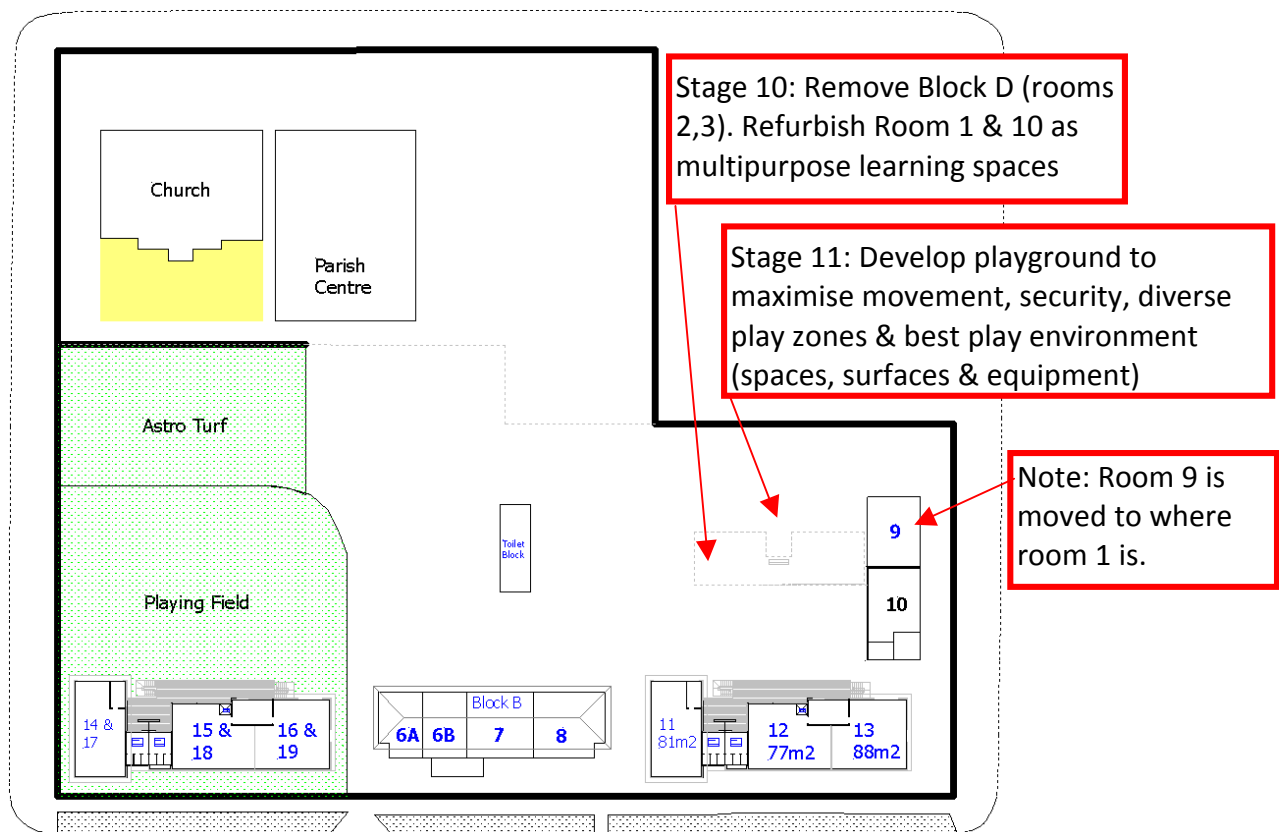 Stage 10: Remove Block D (rooms
2,3). Refurbish Room 1 & 10 as
multipurpose learning spaces
Church
Parish
Centre
Stage 11: Develop playground to
maximise movement, security, diverse
play zones & best play environment
(spaces, surfaces & equipment)
Astro Turf
Note: Room 9 is
moved to where
room 1 is.
9
Toilet
Block
10
Playing Field
14 &
17
15 &
18
16 &
19
Block B
6A
6B
7
8
11
81m2
12
77m2
13
88m2